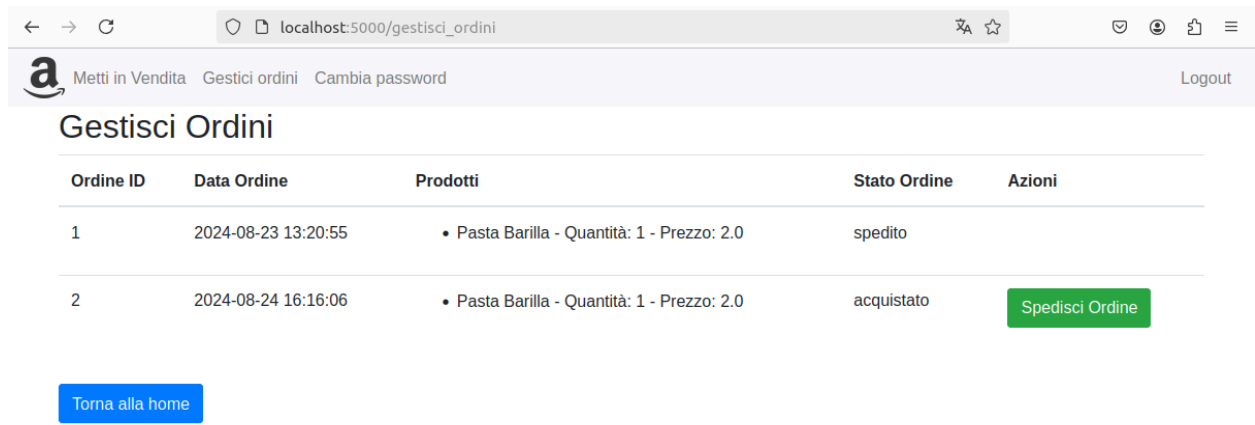 localhost:5000/gestisci_ordini
a Metti in Vendita Gestici ordini Cambia password Logout
Gestisci Ordini
Ordine ID Data Ordine Prodotti Stato Ordine Azioni
1 2024-08-23 13:20:55 • Pasta Barilla - Quantità: 1 - Prezzo: 2.0 spedito
2 2024-08-24 16:16:06 • Pasta Barilla - Quantità: 1 - Prezzo: 2.0 acquistato Spedisci Ordine
Torna alla home